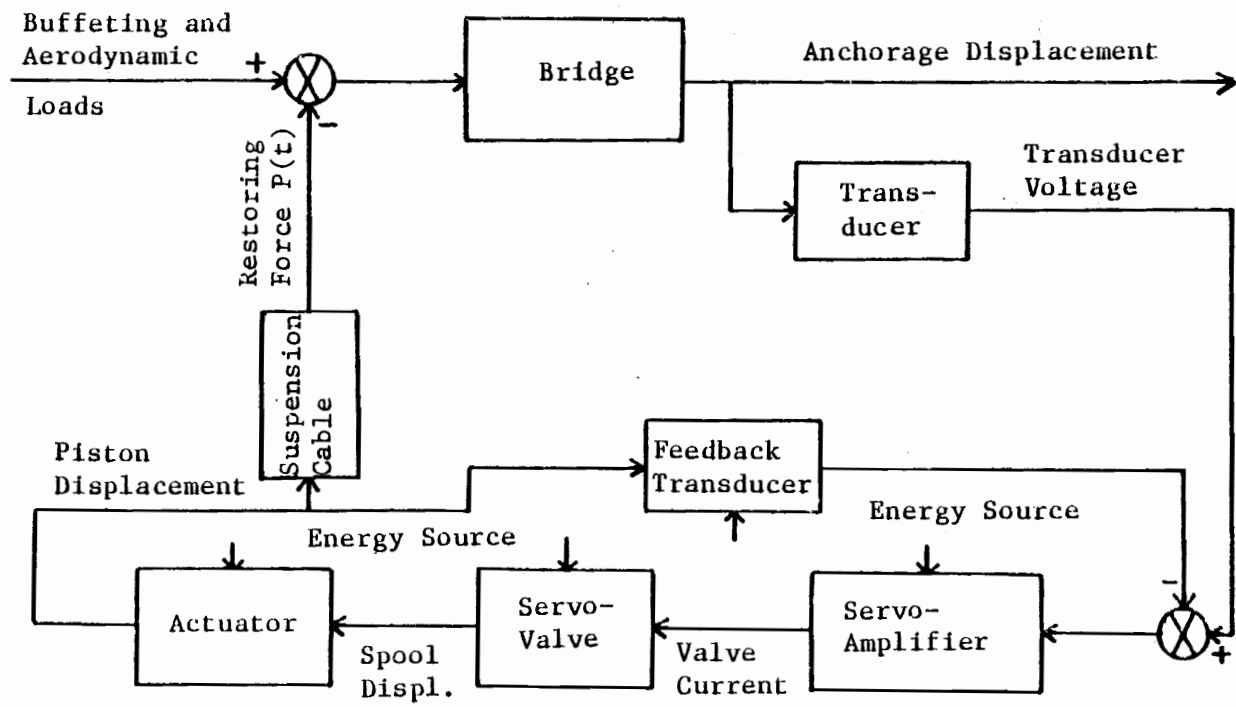 Buffeting and
Aerodynamic
Loads
+
-
Bridge
Anchorage Displacement
Trans-
ducer
Transducer
Voltage
Restoring
Force P(t)
Suspension
Cable
Piston
Displacement
Feedback
Transducer
Energy Source
Energy Source
Actuator
Spool
Displ.
Servo-
Valve
Valve
Current
Servo-
Amplifier
-
+